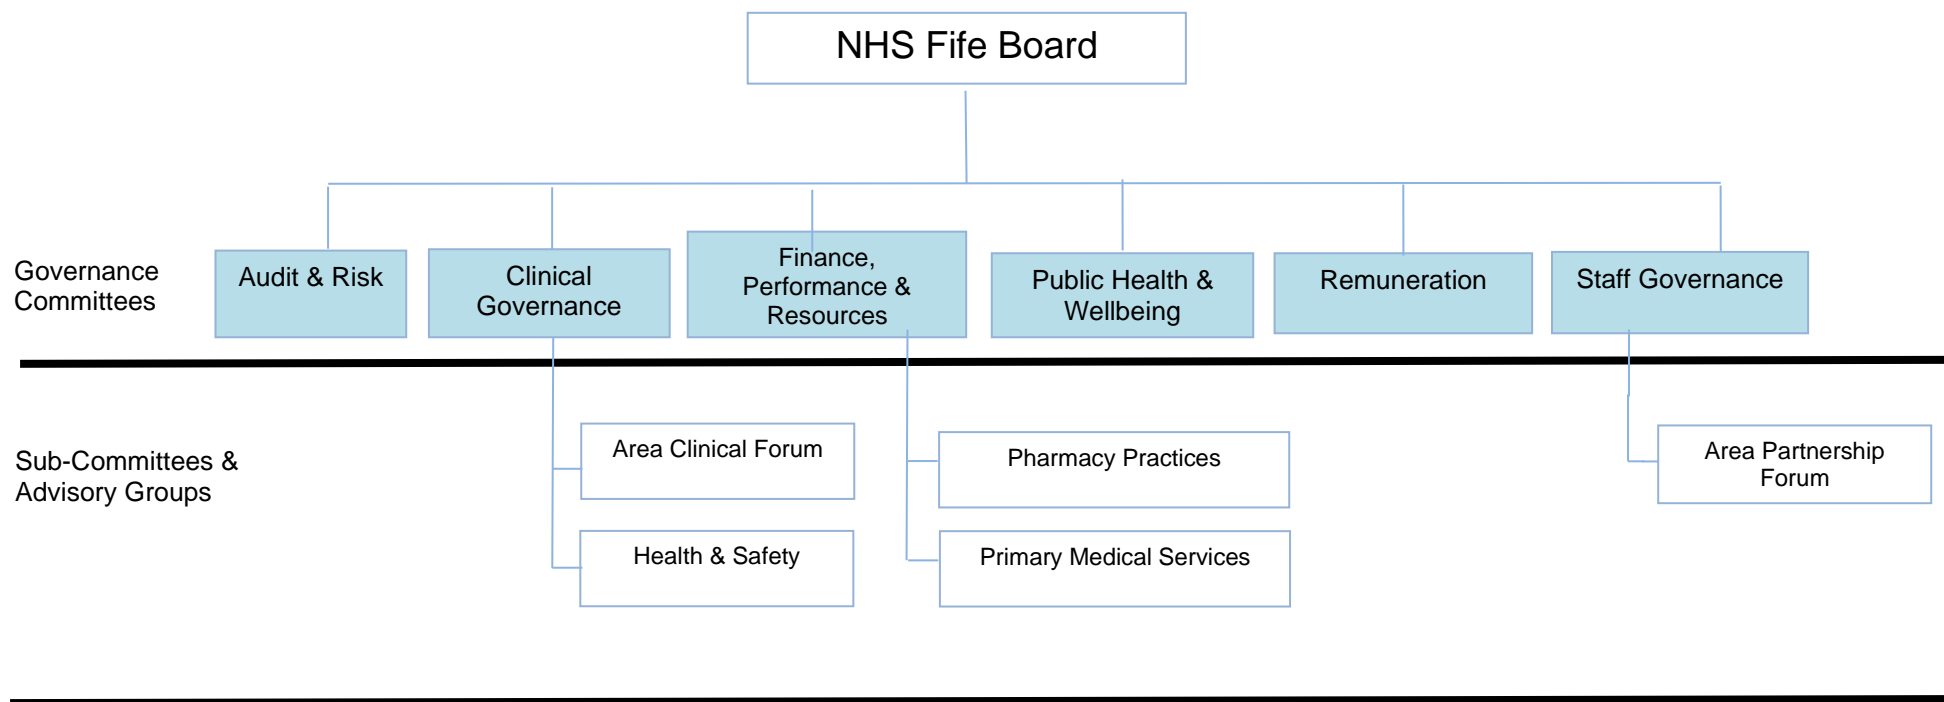 NHS Fife Board
Governance
Committees
Audit & Risk
Clinical
Governance
Finance,
Performance &
Resources
Public Health &
Wellbeing
Remuneration
Staff Governance
Sub-Committees &
Advisory Groups
Area Clinical Forum
Health & Safety
Pharmacy Practices
Primary Medical Services
Area Partnership
Forum